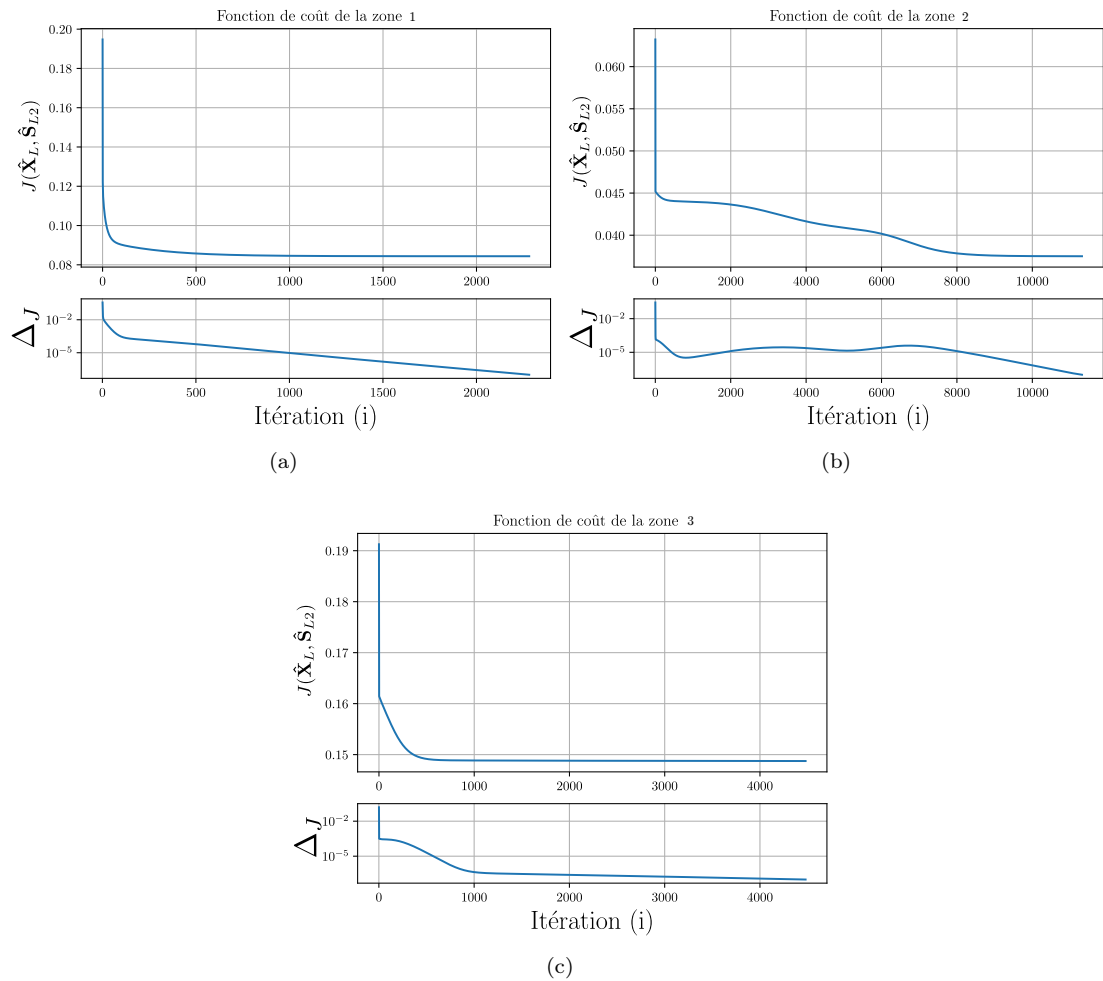 Fonction de coût de la zone 1
J(X̂_L, Ŝ_L2)
0.20
0.18
0.16
0.14
0.12
0.10
0.08
0 500 1000 1500 2000
Δ_J
10^-2
10^-5
0 500 1000 1500 2000
Itération (i)
(a)
Fonction de coût de la zone 2
J(X̂_L, Ŝ_L2)
0.060
0.055
0.050
0.045
0.040
0 2000 4000 6000 8000 10000
Δ_J
10^-2
10^-5
0 2000 4000 6000 8000 10000
Itération (i)
(b)
Fonction de coût de la zone 3
J(X̂_L, Ŝ_L2)
0.19
0.18
0.17
0.16
0.15
0 1000 2000 3000 4000
Δ_J
10^-2
10^-5
0 1000 2000 3000 4000
Itération (i)
(c)